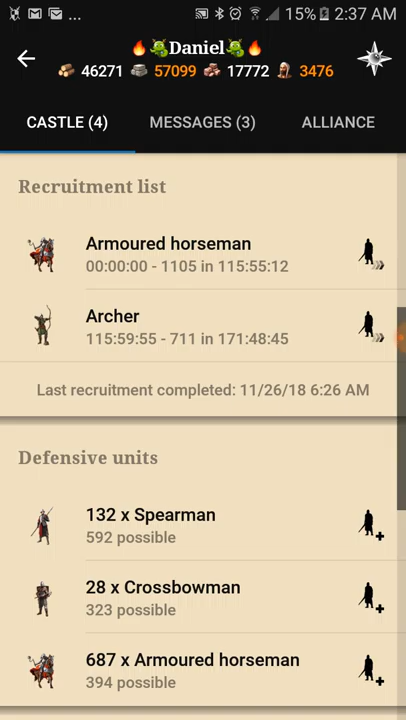 ... 15% 2:37 AM
🔥🐲Daniel🐲🔥
46271 57099 17772 3476
CASTLE (4) MESSAGES (3) ALLIANCE
Recruitment list
Armoured horseman
00:00:00 - 1105 in 115:55:12
Archer
115:59:55 - 711 in 171:48:45
Last recruitment completed: 11/26/18 6:26 AM
Defensive units
132 x Spearman
592 possible
28 x Crossbowman
323 possible
687 x Armoured horseman
394 possible